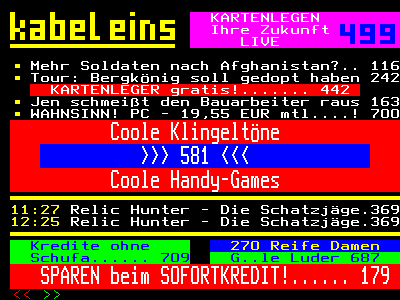 kabel eins
KARTENLEGEN
Ihre Zukunft
LIVE
499
Mehr Soldaten nach Afghanistan?.. 116
Tour: Bergkönig soll gedopt haben 242
KARTENLEGER gratis!....... 442
Jen schmeißt den Bauarbeiter raus 163
WAHNSINN! PC - 19,55 EUR mtl....! 700
Coole Klingeltöne
>>> 581 <<<
Coole Handy-Games
11:27 Relic Hunter - Die Schatzjäge.369
12:25 Relic Hunter - Die Schatzjäge.369
Kredite ohne
Schufa...... 709
270 Reife Damen
G..le Luder 687
SPAREN beim SOFORTKREDIT!...... 179
<< >>